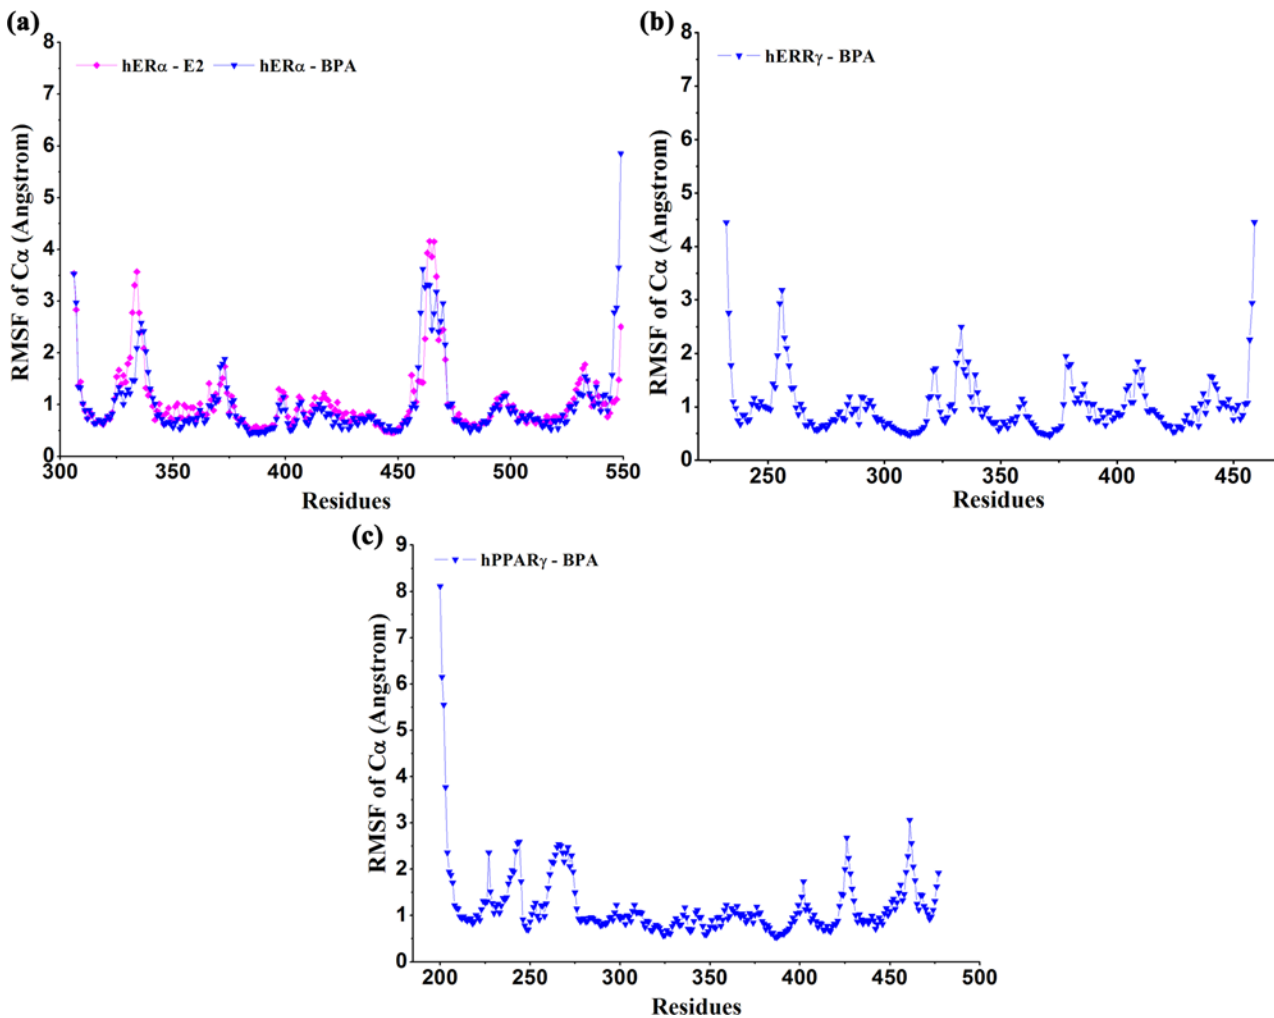 (a)
8
7
6
5
4
3
2
1
0
RMSF of Cα (Angstrom)
hERα - E2
hERα - BPA
300 350 400 450 500 550
Residues
(b)
8
7
6
5
4
3
2
1
0
RMSF of Cα (Angstrom)
hERRγ - BPA
250 300 350 400 450
Residues
(c)
9
8
7
6
5
4
3
2
1
0
RMSF of Cα (Angstrom)
hPPARγ - BPA
200 250 300 350 400 450 500
Residues